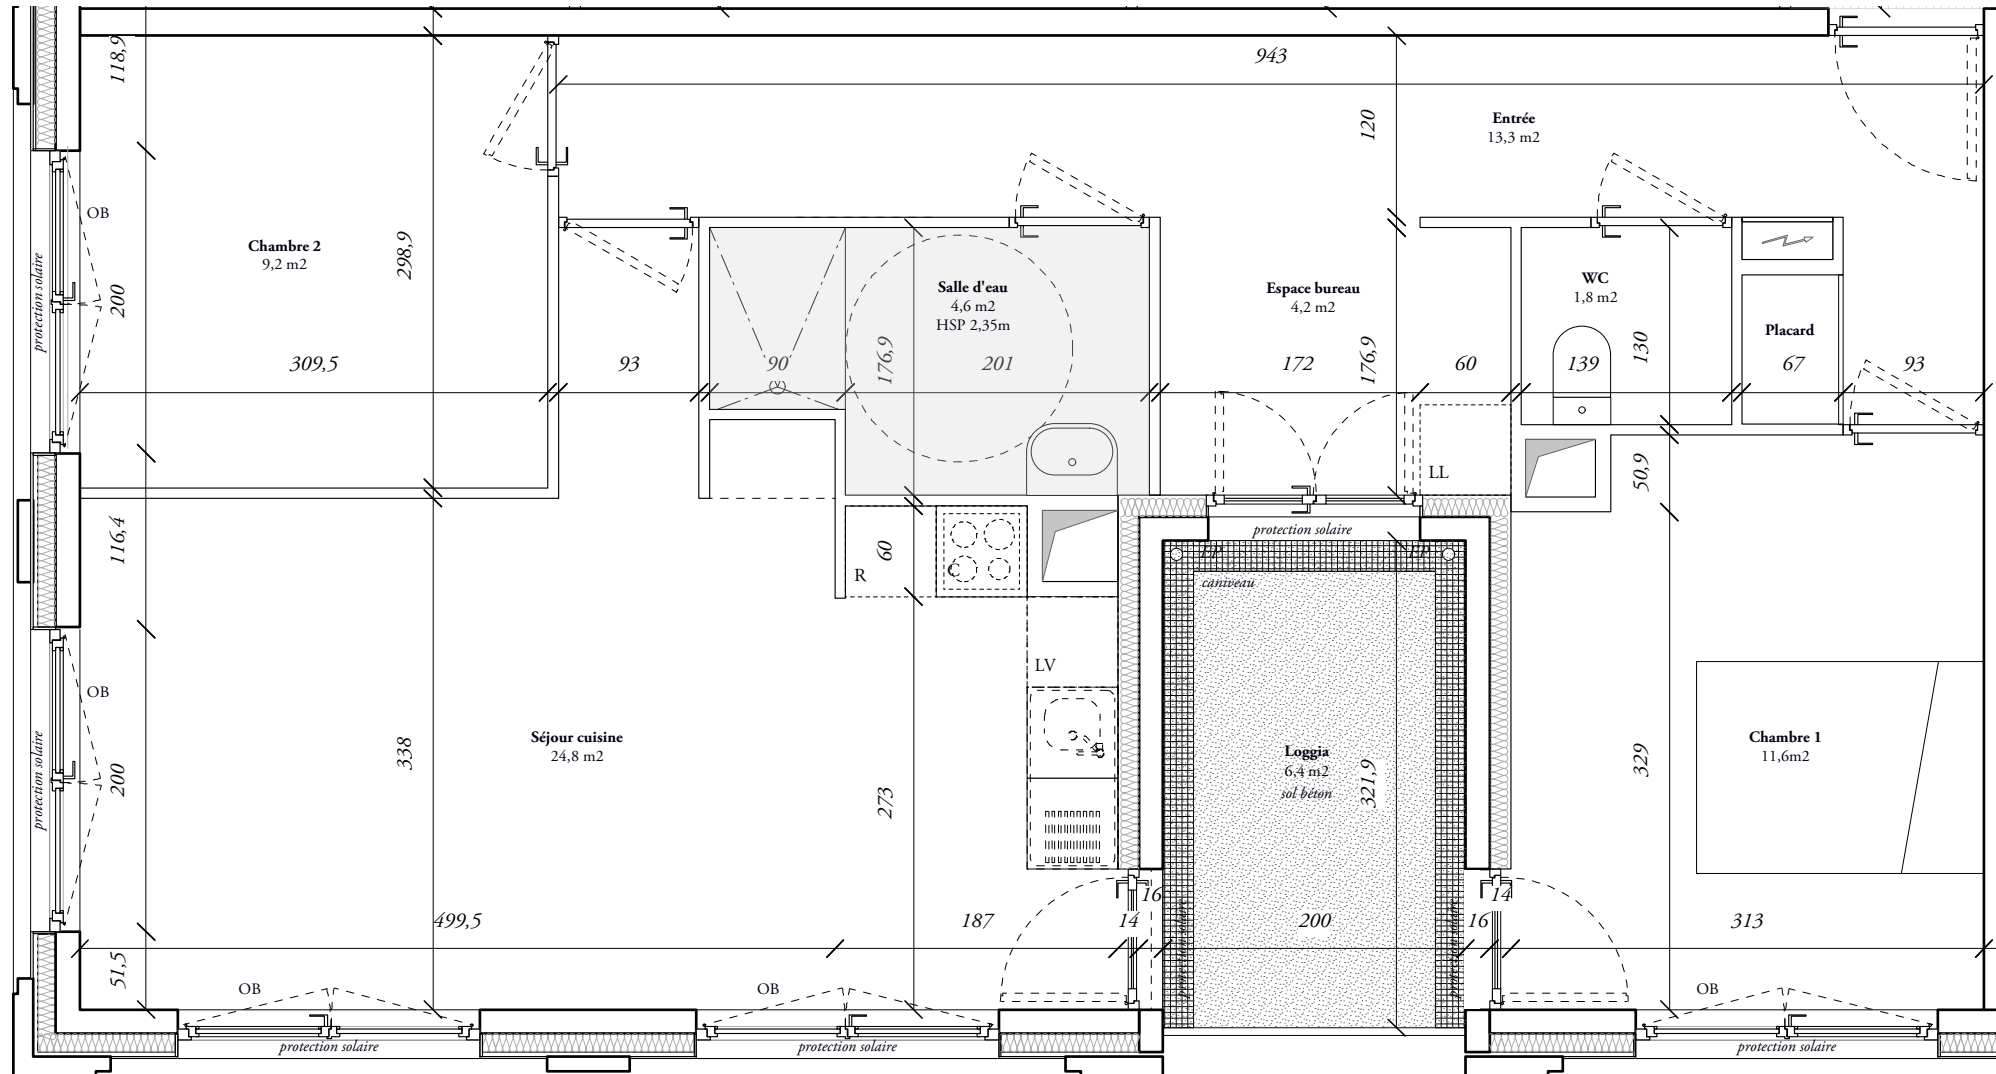 943
118,9
120
Entrée
13,3 m2
OB
Chambre 2
9,2 m2
298,9
200
protection solaire
309,5
93
90
Salle d'eau
4,6 m2
HSP 2,35m
176,9
201
Espace bureau
4,2 m2
172
176,9
60
WC
1,8 m2
139
130
Placard
67
93
LL
50,9
116,4
R
60
C
protection solaire
EP
EP
caniveau
OB
LV
protection solaire
200
338
Séjour cuisine
24,8 m2
273
Loggia
6,4 m2
sol béton
321,9
329
Chambre 1
11,6m2
499,5
187
14
16
200
16
14
313
protection solaire
protection solaire
51,5
OB
OB
OB
protection solaire
protection solaire
protection solaire